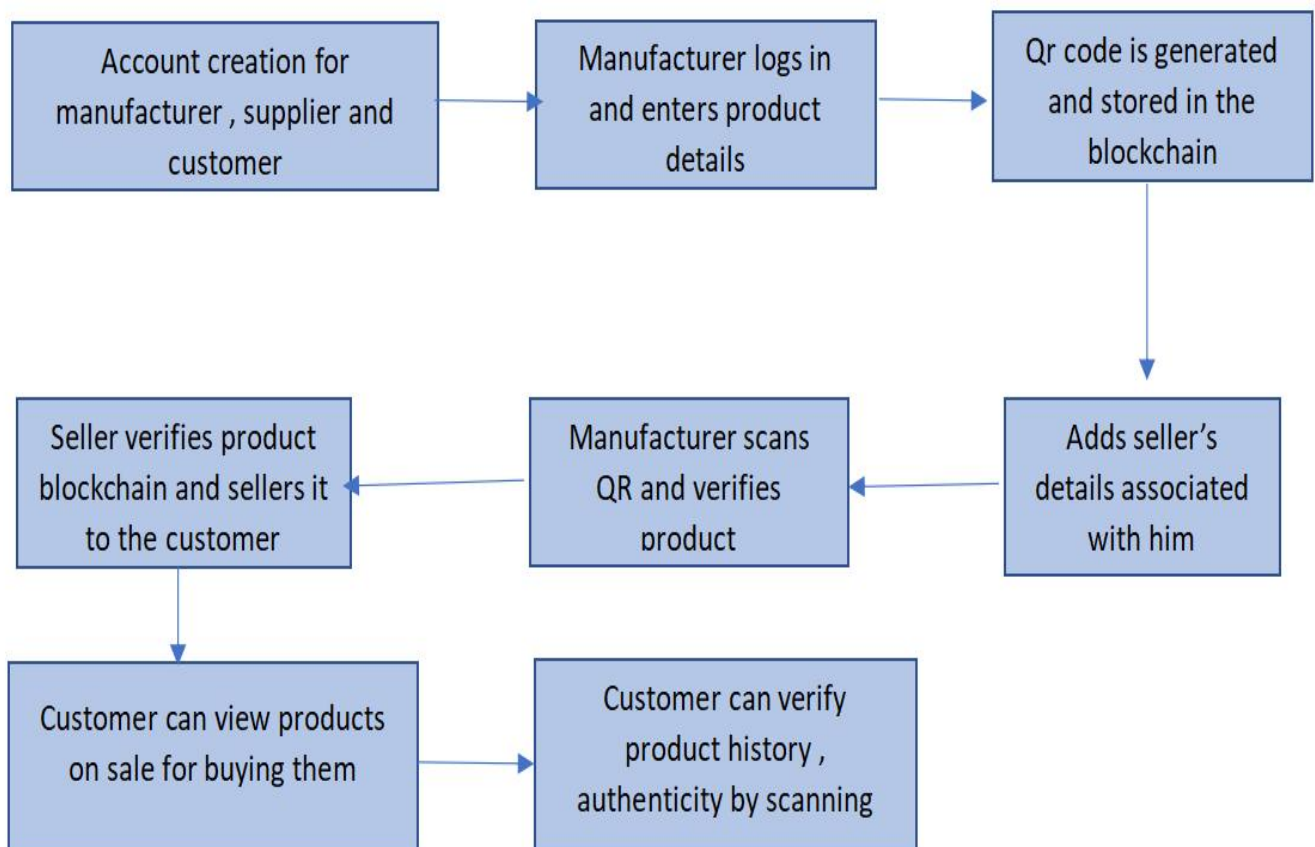 Account creation for
manufacturer , supplier and
customer
Manufacturer logs in
and enters product
details
Qr code is generated
and stored in the
blockchain
Adds seller's
details associated
with him
Manufacturer scans
QR and verifies
product
Seller verifies product
blockchain and sellers it
to the customer
Customer can view products
on sale for buying them
Customer can verify
product history ,
authenticity by scanning